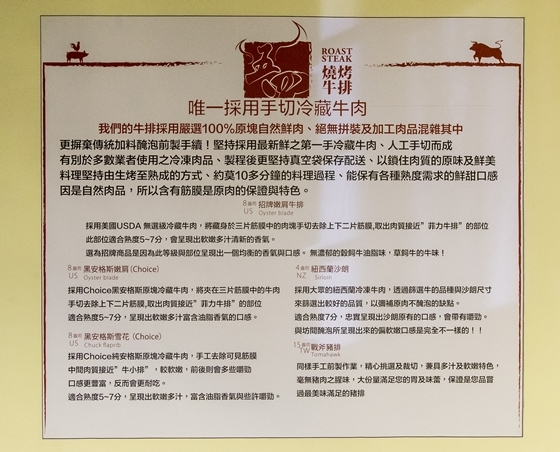 ROAST
STEAK
燒烤
牛排
唯一採用手切冷藏牛肉
我們的牛排採用嚴選100%原塊自然鮮肉、絕無拼裝及加工肉品混雜其中
更摒棄傳統加料醃泡前製手續！堅持採用最新鮮之第一手冷藏牛肉、人工手切而成
有別於多數業者使用之冷凍肉品、製程後更堅持真空袋保存配送、以鎖住肉質的原味及鮮美
料理堅持由生烤至熟成的方式、約莫10多分鐘的料理過程、能保有各種熟度需求的鮮甜口感
因是自然肉品，所以含有筋膜是原肉的保證與特色。
8盎司 招牌嫩肩牛排
US Oyster blade
採用美國USDA 無選級冷藏牛肉，將藏身於三片筋膜中的肉塊手切去除上下二片筋膜,取出肉質接近”菲力牛排”的部位
此部位適合熟度5~7分，會呈現出軟嫩多汁清新的香氣。
選為招牌商品是因為此等級與部位呈現出一個均衡的香氣與口感。 無濃郁的穀飼牛油脂味，草飼牛的牛味！
8盎司 黑安格斯嫩肩 (Choice)
US Oyster blade
採用Choice黑安格斯原塊冷藏牛肉，將夾在三片筋膜中的牛肉
手切去除可下二片筋膜，取出肉質接近”菲力牛排”的部位
適合熟度5~7分，呈現出軟嫩多汁富含油脂香氣的口感。
8盎司 黑安格斯雪花 (Choice)
US Chuck flaprib
採用Choice純安格斯原塊冷藏牛肉，手工去除可見筋膜
中間肉質接近”牛小排”，較軟嫩，前後則會多些嚼勁
口感更豐富，反而會更耐吃。
適合熟度5~7分，呈現出軟嫩多汁，富含油脂香氣與些許嚼勁。
4盎司 紐西蘭沙朗
NZ Sirloin
採用大眾的紐西蘭冷凍牛肉，透過篩選牛的品種與沙朗尺寸
來篩選出較好的品質，以彌補原肉不醃泡的缺點。
適合熟度7分，忠實呈現出沙朗原有的口感，會帶有嚼勁。
與坊間醃泡所呈現出來的偏軟嫩口感是完全不一樣的！！
15盎司 戰斧豬排
TW Tomahawk
同樣手工前製作業，精心挑選及裁切，兼具多汁及軟嫩特色，
毫無豬肉之腥味，大份量滿足您的胃及味蕾，保證是您品嘗
過最美味滿足的豬排